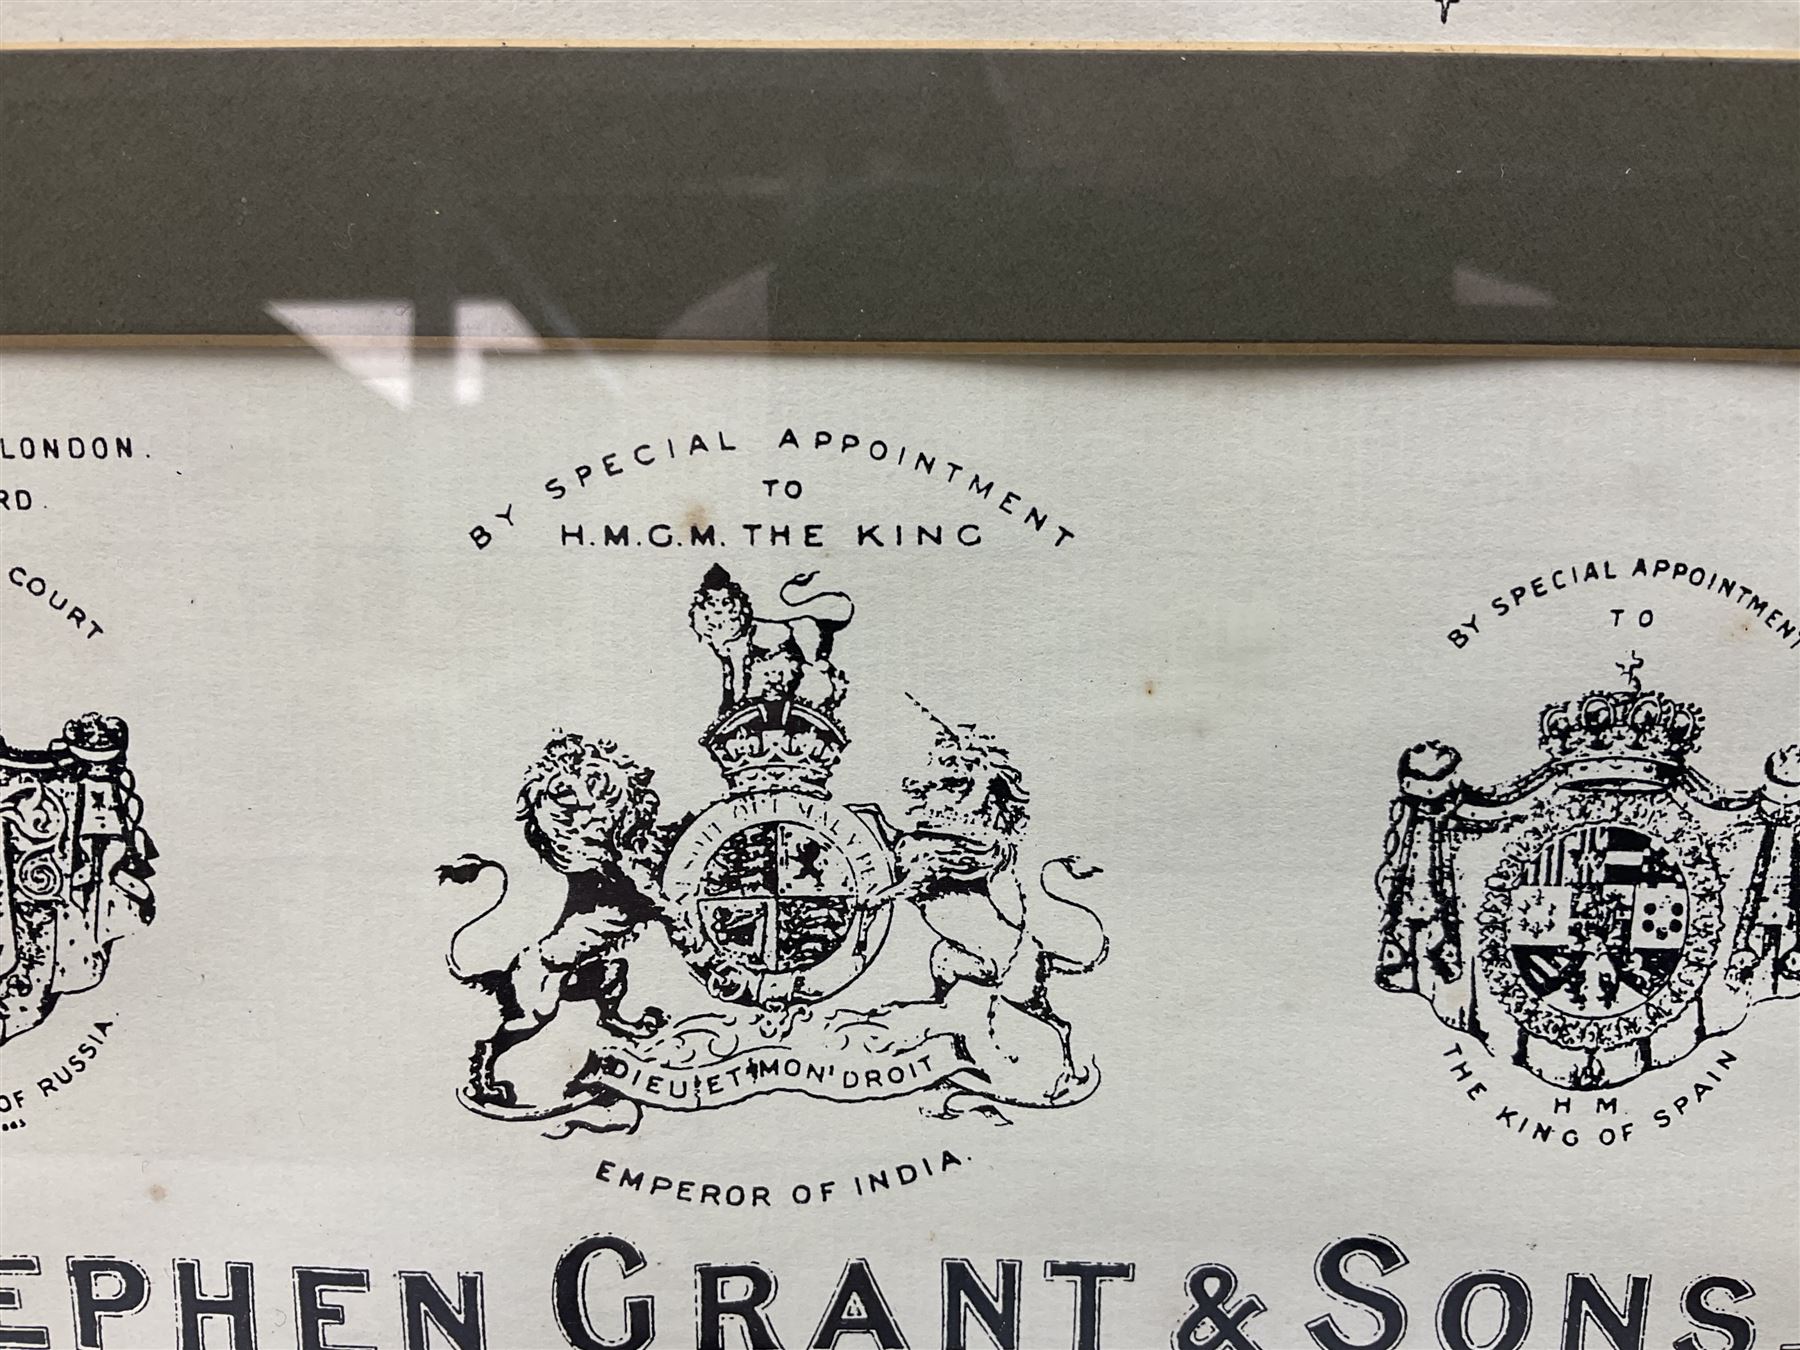 LONDON.
RD.
COURT
OF RUSSIA.
BY SPECIAL APPOINTMENT
TO
H.M.G.M. THE KING
DIEU ET MON DROIT
EMPEROR OF INDIA.
BY SPECIAL APPOINTMENT
TO
H M.
THE KING OF SPAIN
EPHEN GRANT & SONS.